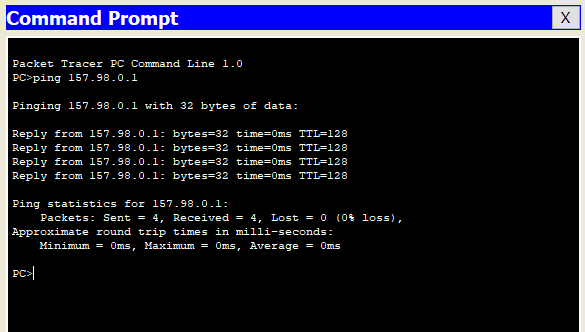 Command Prompt X
Packet Tracer PC Command Line 1.0
PC>ping 157.98.0.1
Pinging 157.98.0.1 with 32 bytes of data:
Reply from 157.98.0.1: bytes=32 time=0ms TTL=128
Reply from 157.98.0.1: bytes=32 time=0ms TTL=128
Reply from 157.98.0.1: bytes=32 time=0ms TTL=128
Reply from 157.98.0.1: bytes=32 time=0ms TTL=128
Ping statistics for 157.98.0.1:
    Packets: Sent = 4, Received = 4, Lost = 0 (0% loss),
Approximate round trip times in milli-seconds:
    Minimum = 0ms, Maximum = 0ms, Average = 0ms
PC>